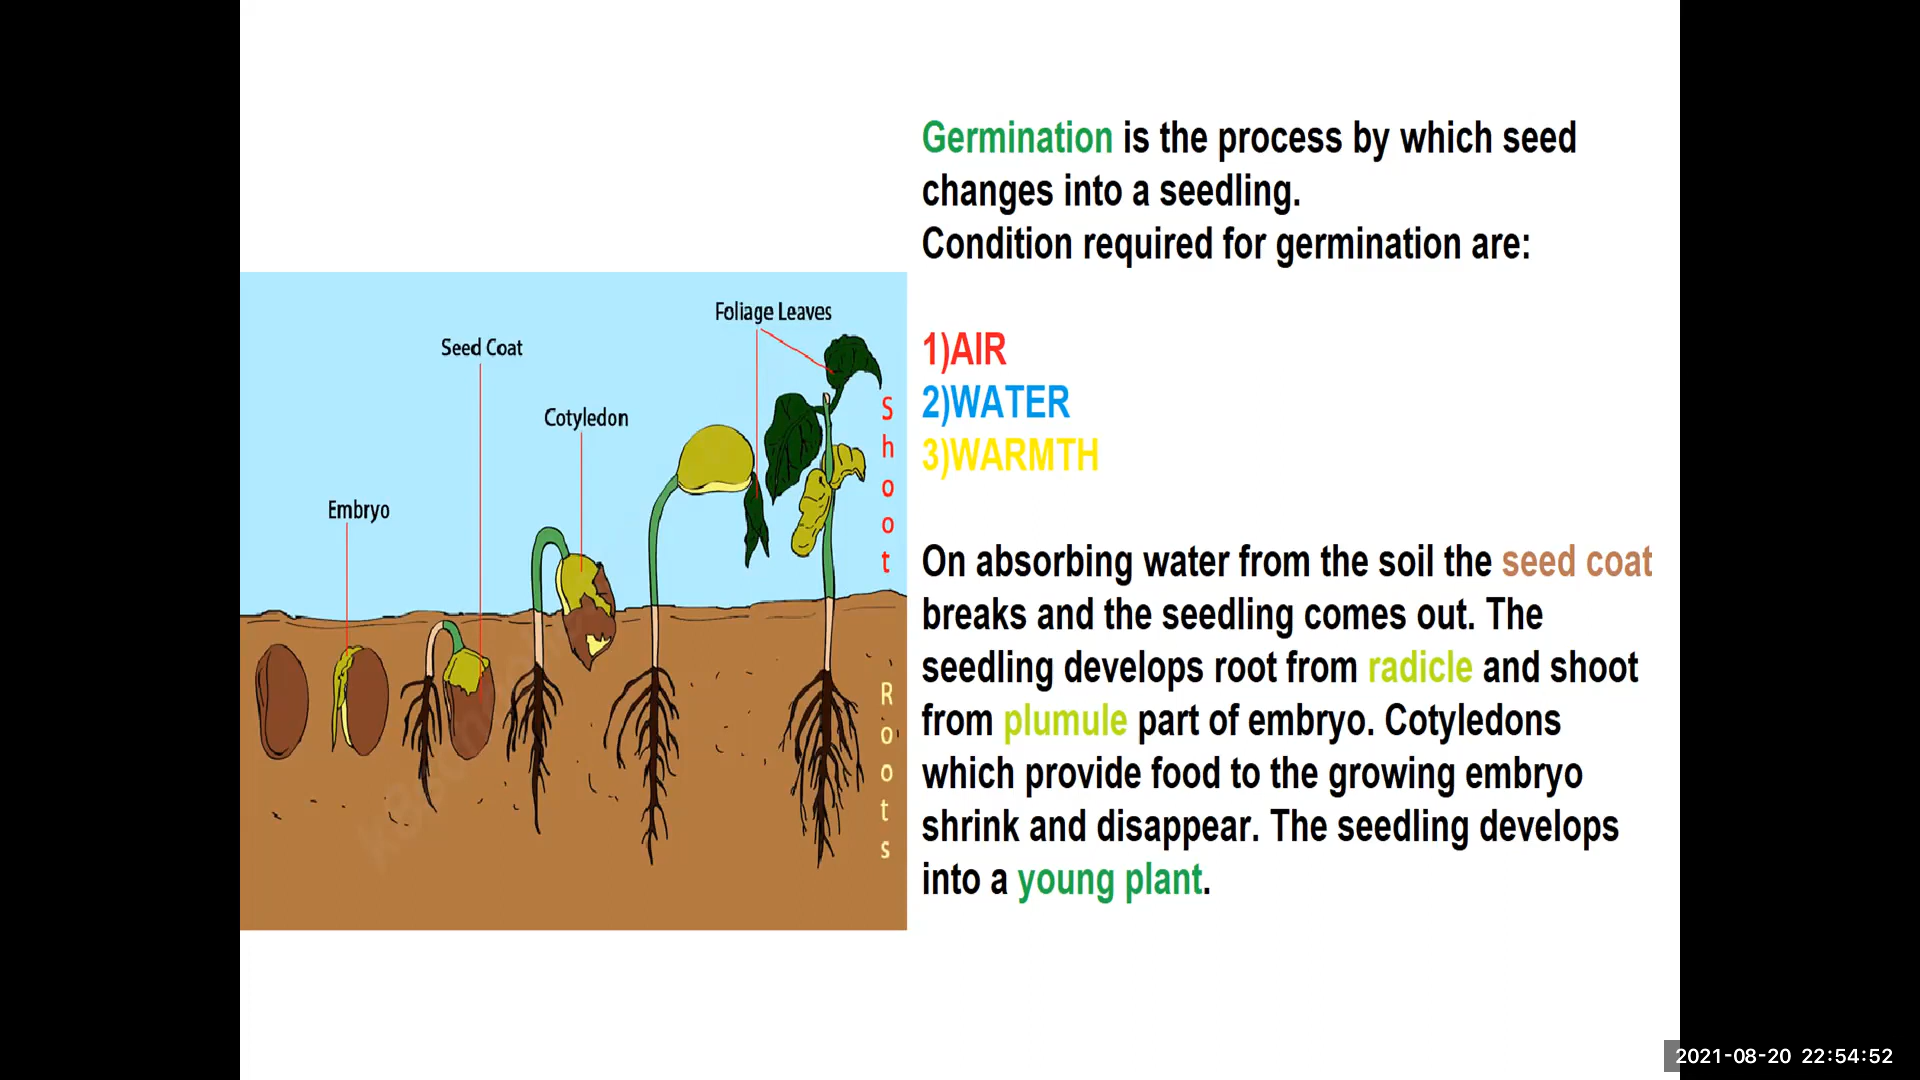 Germination is the process by which seed
changes into a seedling.
Condition required for germination are:
1)AIR
2)WATER
3)WARMTH
On absorbing water from the soil the seed coat
breaks and the seedling comes out. The
seedling develops root from radicle and shoot
from plumule part of embryo. Cotyledons
which provide food to the growing embryo
shrink and disappear. The seedling develops
into a young plant.
Foliage Leaves
Seed Coat
Cotyledon
Embryo
Shoot
Roots
2021-08-20 22:54:52